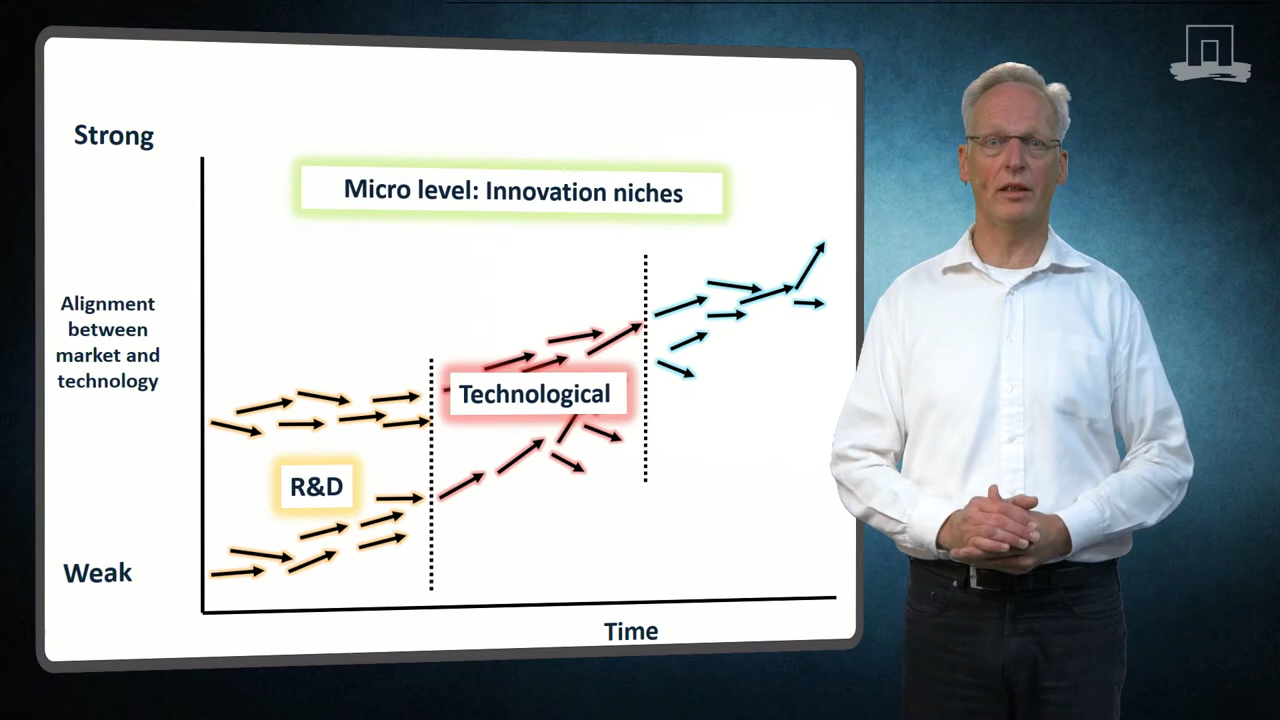 Strong
Micro level: Innovation niches
Alignment
between
market and
technology
Technological
R&D
Weak
Time